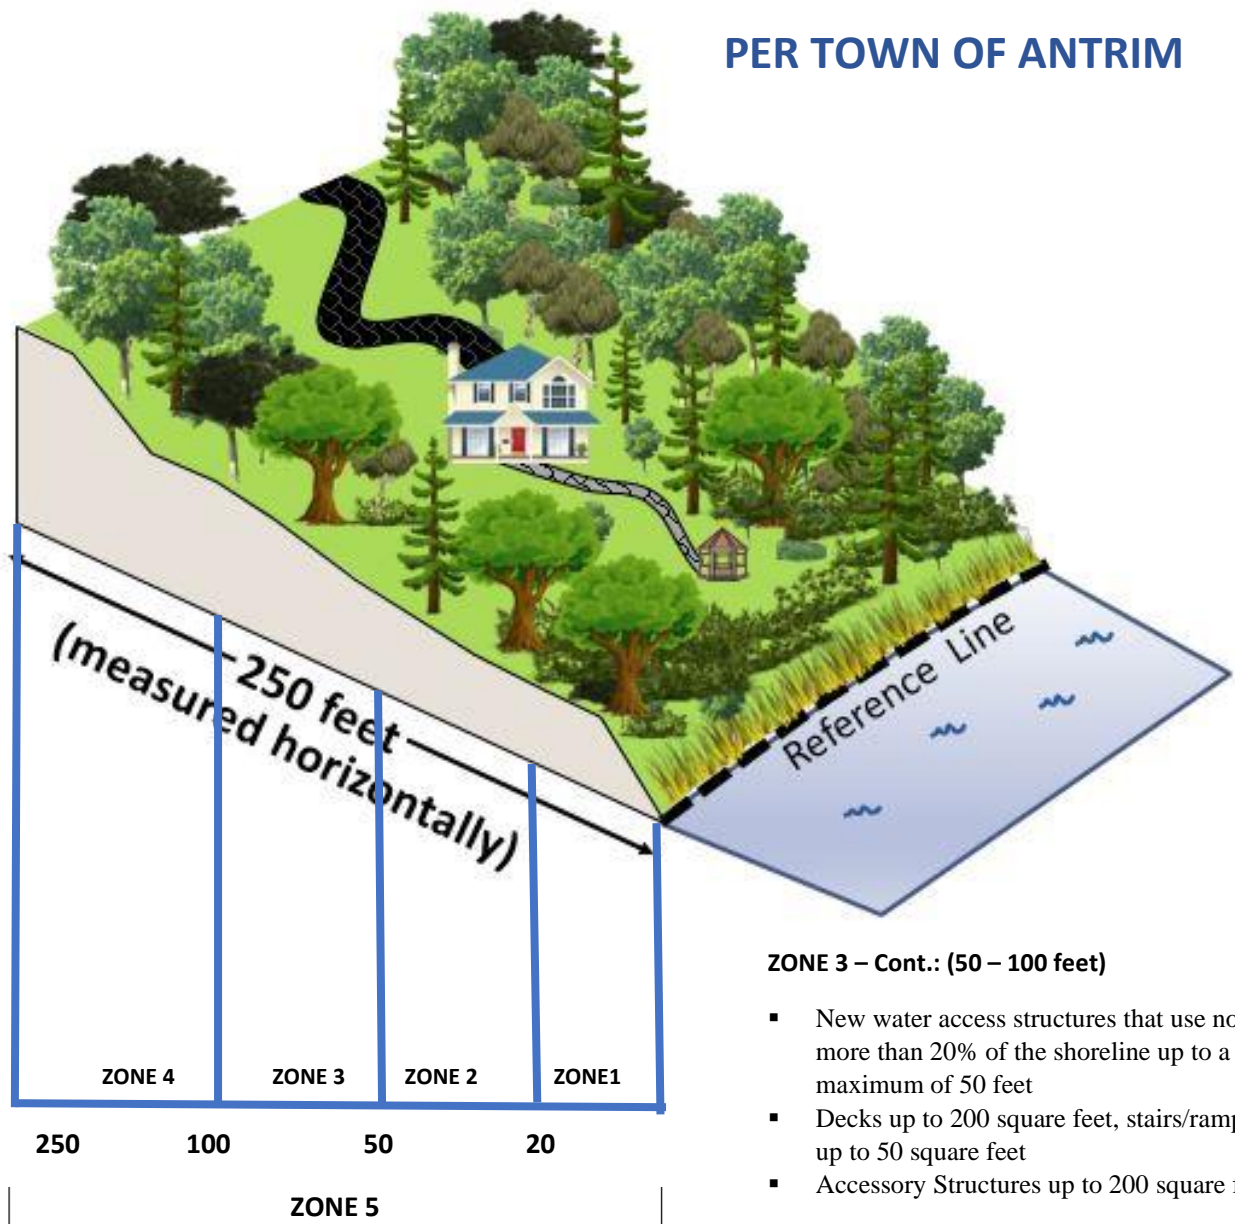 PER TOWN OF ANTRIM
250 feet
(measured horizontally)
Reference Line
ZONE 3 – Cont.: (50 – 100 feet)
▪ New water access structures that use no
more than 20% of the shoreline up to a
maximum of 50 feet
▪ Decks up to 200 square feet, stairs/ramp
up to 50 square feet
▪ Accessory Structures up to 200 square f
ZONE 4 ZONE 3 ZONE 2 ZONE1
250 100 50 20
ZONE 5